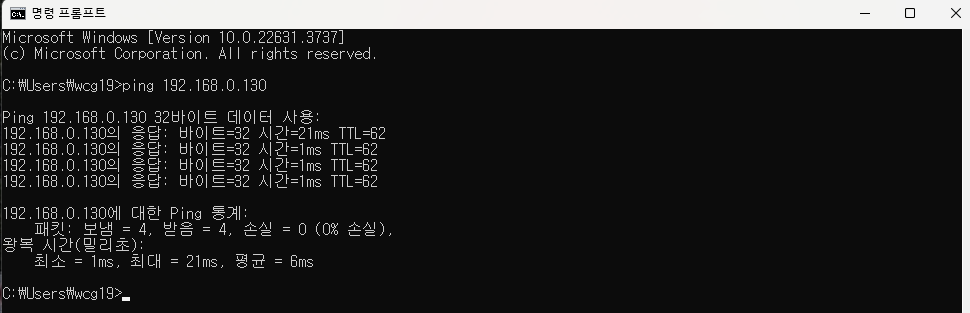 명령 프롬프트
Microsoft Windows [Version 10.0.22631.3737]
(c) Microsoft Corporation. All rights reserved.
C:₩Users₩wcg19>ping 192.168.0.130
Ping 192.168.0.130 32바이트 데이터 사용:
192.168.0.130의 응답: 바이트=32 시간=21ms TTL=62
192.168.0.130의 응답: 바이트=32 시간=1ms TTL=62
192.168.0.130의 응답: 바이트=32 시간=1ms TTL=62
192.168.0.130의 응답: 바이트=32 시간=1ms TTL=62
192.168.0.130에 대한 Ping 통계:
패킷: 보냄 = 4, 받음 = 4, 손실 = 0 (0% 손실),
왕복 시간(밀리초):
최소 = 1ms, 최대 = 21ms, 평균 = 6ms
C:₩Users₩wcg19>